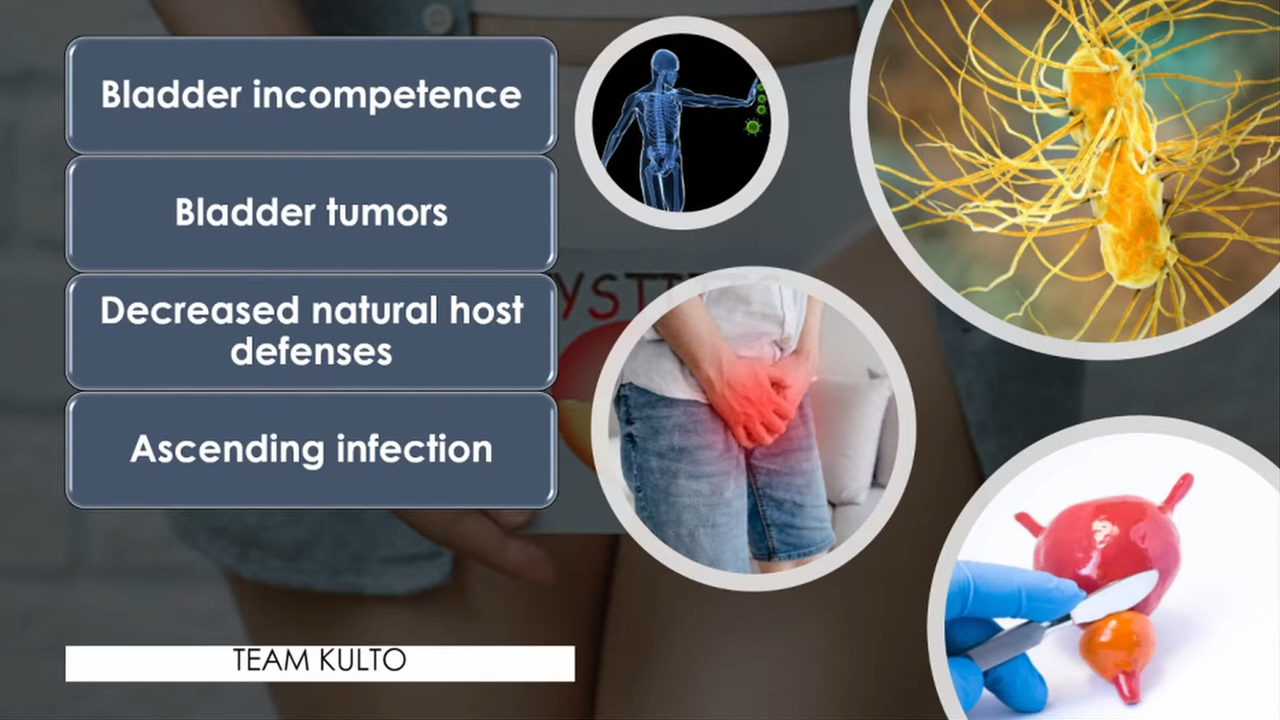 Bladder incompetence
Bladder tumors
Decreased natural host
defenses
Ascending infection
TEAM KULTO